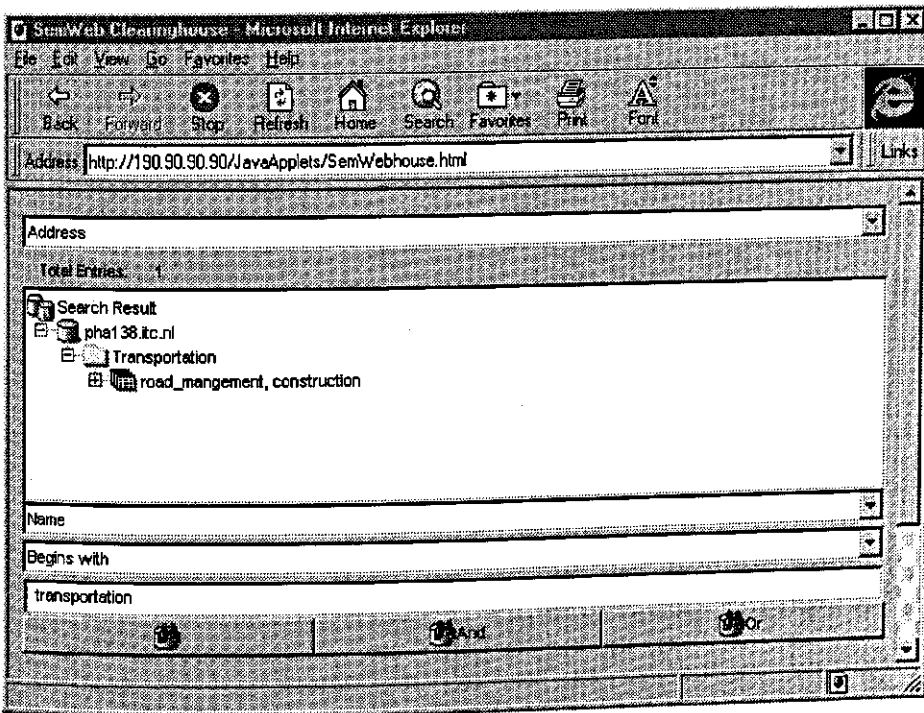 SemWeb Clearinghouse - Microsoft Internet Explorer
File Edit View Go Favorites Help
Back Forward Stop Refresh Home Search Favorites Print Font
Address http://190.90.90.90/JavaApplets/SemWebhouse.html Links
Address
Total Entries: 1
Search Result
pha138.itc.nl
Transportation
road_mangement, construction
Name
Begins with
transportation
And Or